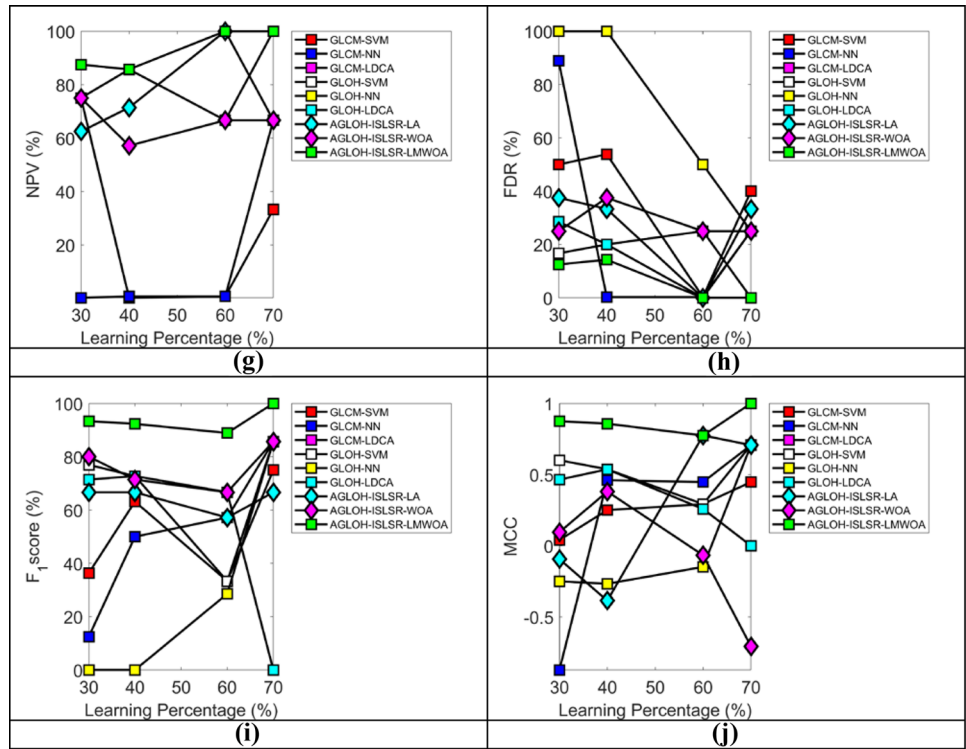 100
80
60
40
20
NPV (%)
30 40 50 60 70
Learning Percentage (%)
GLCM-SVM
GLCM-NN
GLCM-LDCA
GLOH-SVM
GLOH-NN
GLOH-LDCA
AGLOH-ISLSR-LA
AGLOH-ISLSR-WOA
AGLOH-ISLSR-LMWOA
(g)
100
80
60
40
20
0
FDR (%)
30 40 50 60 70
Learning Percentage (%)
GLCM-SVM
GLCM-NN
GLCM-LDCA
GLOH-SVM
GLOH-NN
GLOH-LDCA
AGLOH-ISLSR-LA
AGLOH-ISLSR-WOA
AGLOH-ISLSR-LMWOA
(h)
100
80
60
40
20
0
F1score (%)
30 40 50 60 70
Learning Percentage (%)
GLCM-SVM
GLCM-NN
GLCM-LDCA
GLOH-SVM
GLOH-NN
GLOH-LDCA
AGLOH-ISLSR-LA
AGLOH-ISLSR-WOA
AGLOH-ISLSR-LMWOA
(i)
1
0.5
0
-0.5
MCC
30 40 50 60 70
Learning Percentage (%)
GLCM-SVM
GLCM-NN
GLCM-LDCA
GLOH-SVM
GLOH-NN
GLOH-LDCA
AGLOH-ISLSR-LA
AGLOH-ISLSR-WOA
AGLOH-ISLSR-LMWOA
(j)